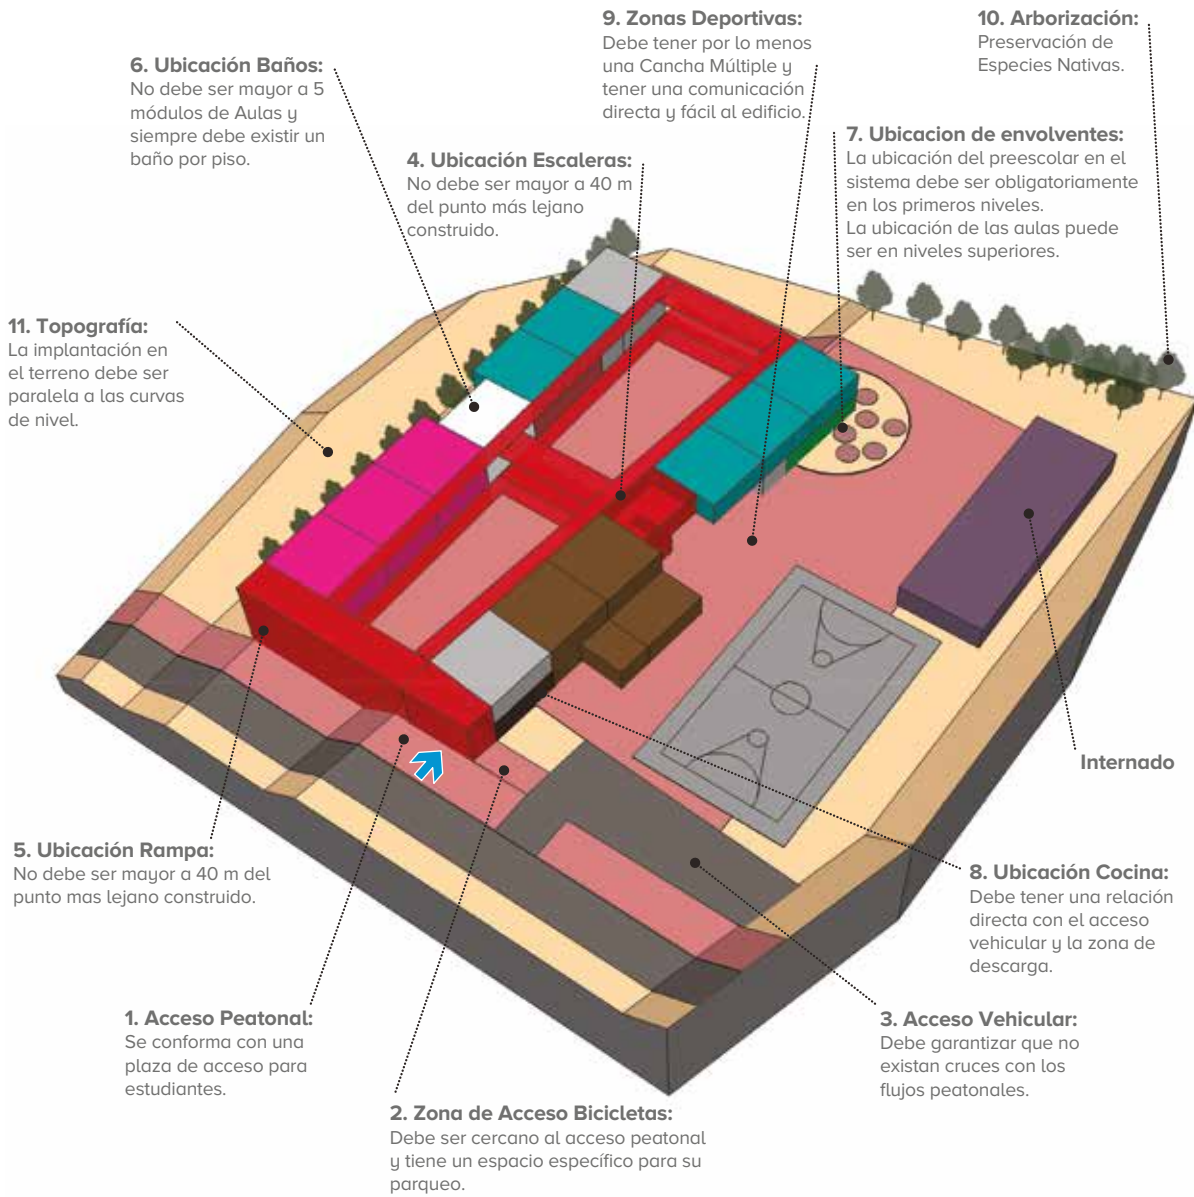 9. Zonas Deportivas:
Debe tener por lo menos
una Cancha Múltiple y
tener una comunicación
directa y fácil al edificio.
10. Arborización:
Preservación de
Especies Nativas.
6. Ubicación Baños:
No debe ser mayor a 5
módulos de Aulas y
siempre debe existir un
baño por piso.
7. Ubicacion de envolventes:
La ubicación del preescolar en el
sistema debe ser obligatoriamente
en los primeros niveles.
La ubicación de las aulas puede
ser en niveles superiores.
4. Ubicación Escaleras:
No debe ser mayor a 40 m
del punto más lejano
construido.
11. Topografía:
La implantación en
el terreno debe ser
paralela a las curvas
de nivel.
Internado
5. Ubicación Rampa:
No debe ser mayor a 40 m del
punto mas lejano construido.
8. Ubicación Cocina:
Debe tener una relación
directa con el acceso
vehicular y la zona de
descarga.
1. Acceso Peatonal:
Se conforma con una
plaza de acceso para
estudiantes.
3. Acceso Vehicular:
Debe garantizar que no
existan cruces con los
flujos peatonales.
2. Zona de Acceso Bicicletas:
Debe ser cercano al acceso peatonal
y tiene un espacio específico para su
parqueo.